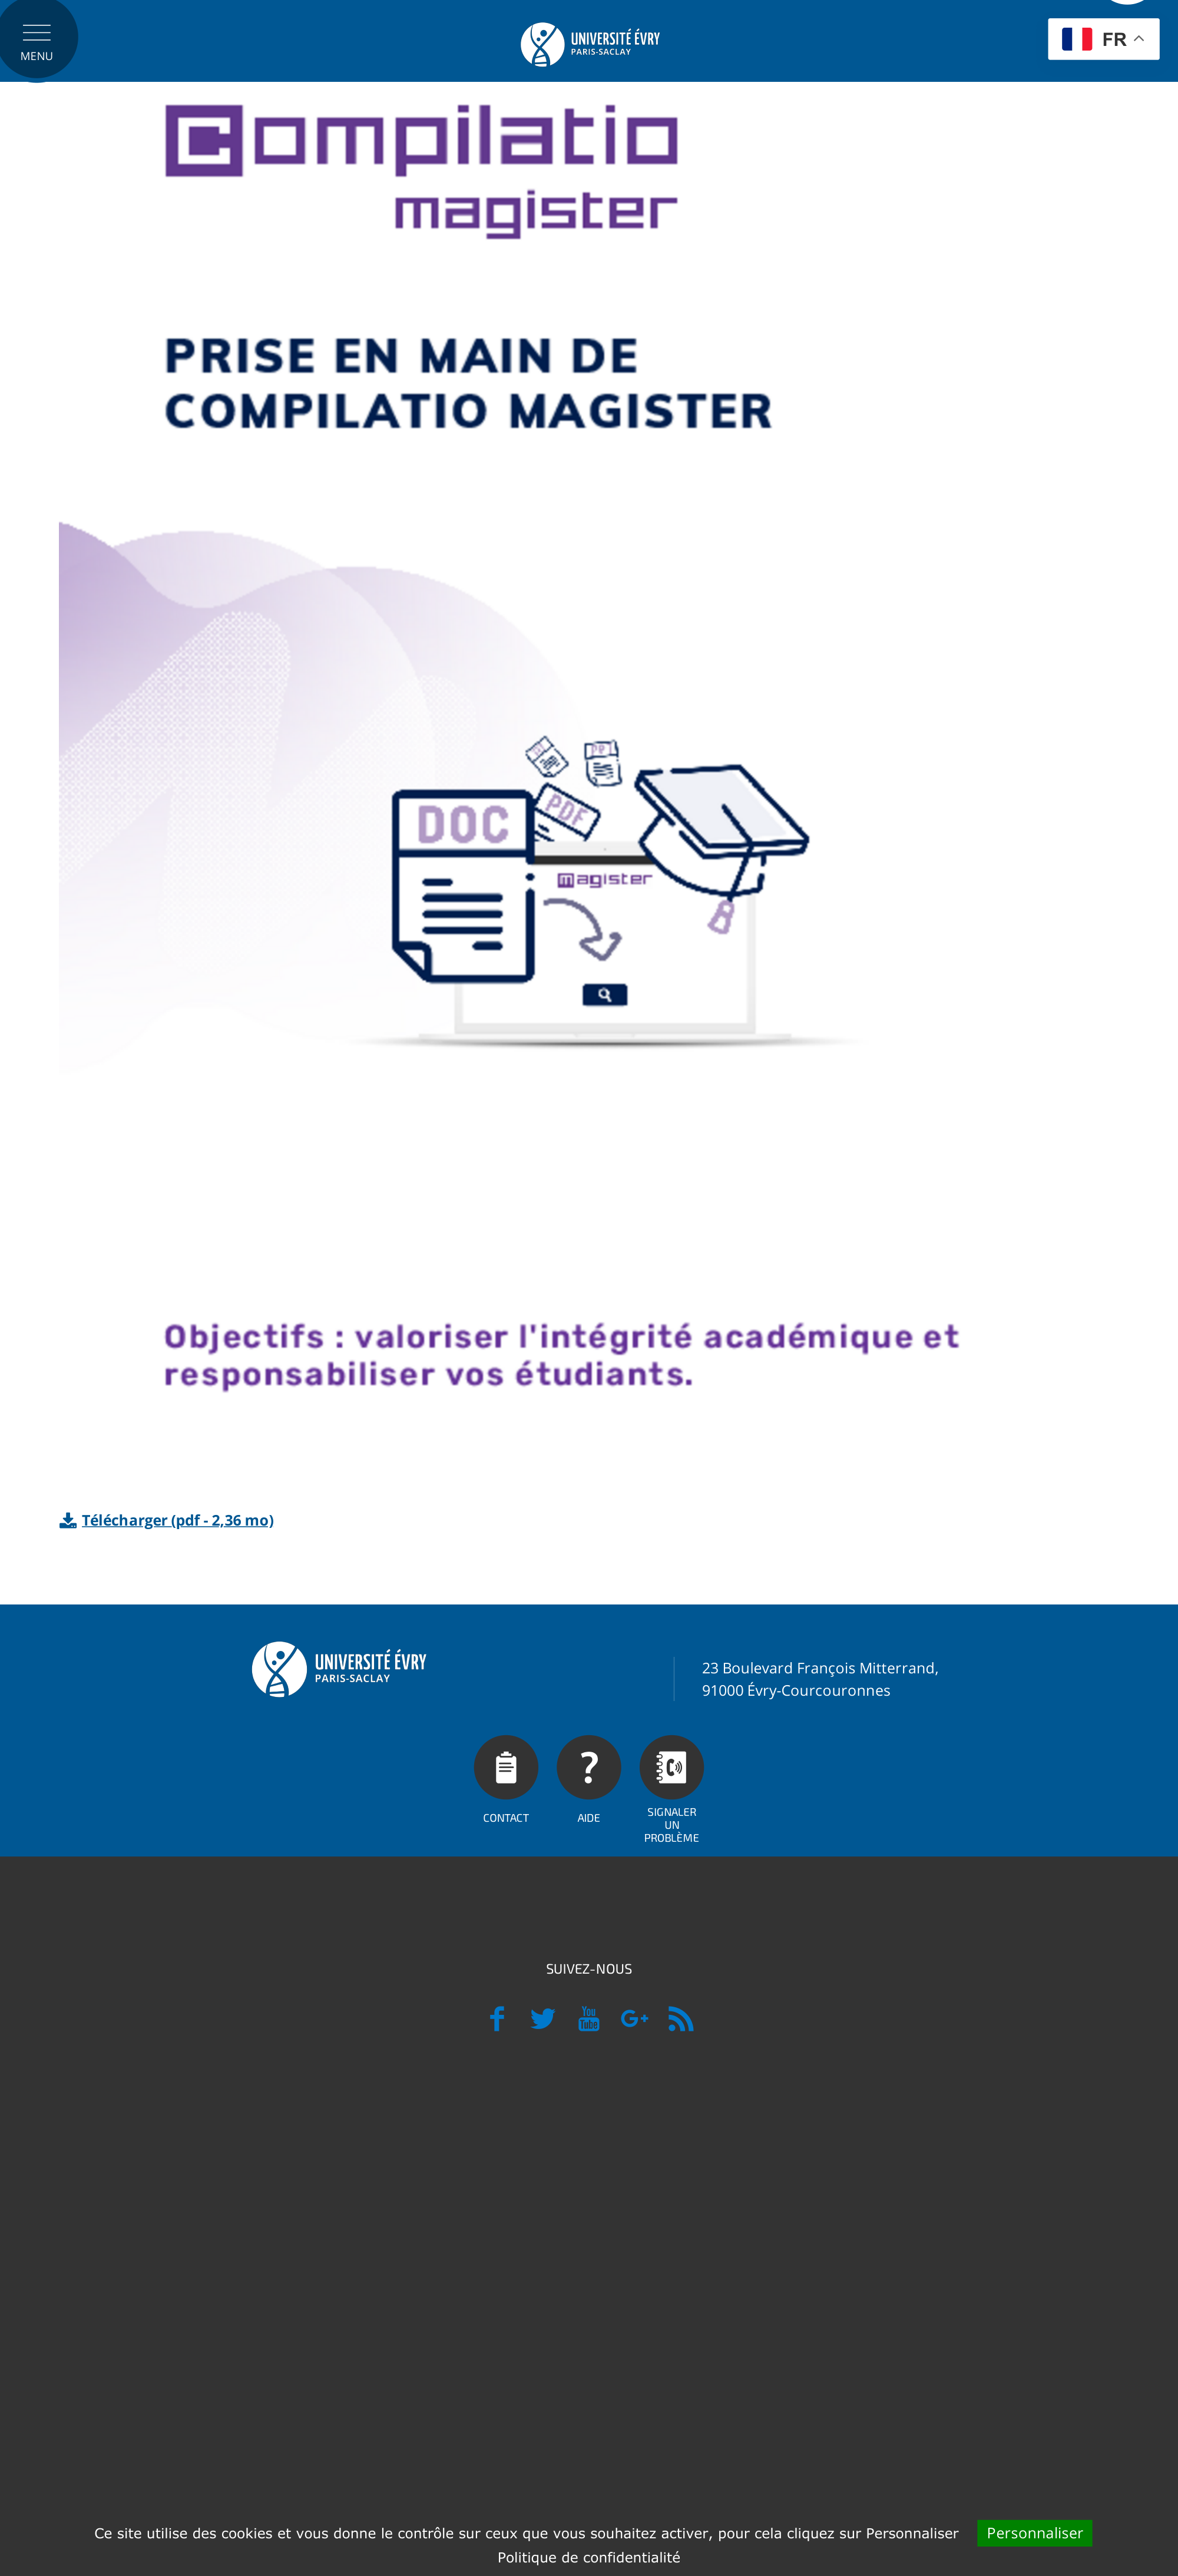 MENU
UNIVERSITÉ ÉVRY
PARIS-SACLAY
FR
Compilatio
magister
PRISE EN MAIN DE
COMPILATIO MAGISTER
DOC
PDF
magister
Objectifs : valoriser l'intégrité académique et
responsabiliser vos étudiants.
Télécharger (pdf - 2,36 mo)
UNIVERSITÉ ÉVRY
PARIS-SACLAY
23 Boulevard François Mitterrand,
91000 Évry-Courcouronnes
CONTACT
AIDE
SIGNALER
UN
PROBLÈME
SUIVEZ-NOUS
You
Tube
G+
Ce site utilise des cookies et vous donne le contrôle sur ceux que vous souhaitez activer, pour cela cliquez sur Personnaliser
Personnaliser
Politique de confidentialité